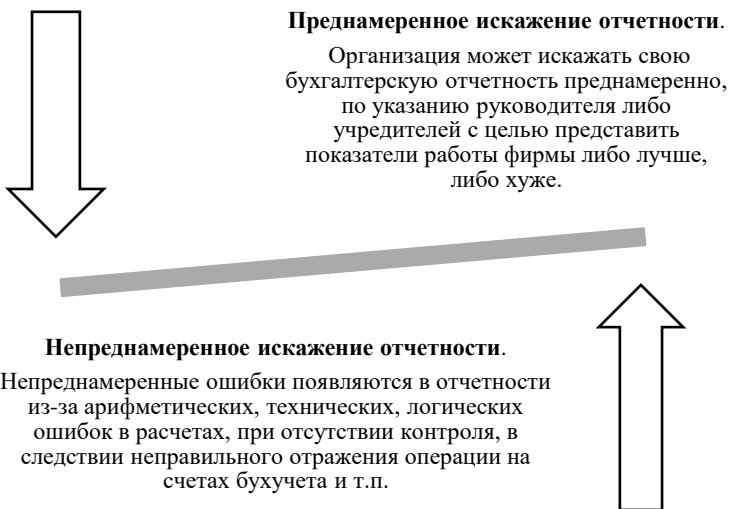 Преднамеренное искажение отчетности.
Организация может искажать свою
бухгалтерскую отчетность преднамеренно,
по указанию руководителя либо
учредителей с целью представить
показатели работы фирмы либо лучше,
либо хуже.
Непреднамеренное искажение отчетности.
Непреднамеренные ошибки появляются в отчетности
из-за арифметических, технических, логических
ошибок в расчетах, при отсутствии контроля, в
следствии неправильного отражения операции на
счетах бухучета и т.п.